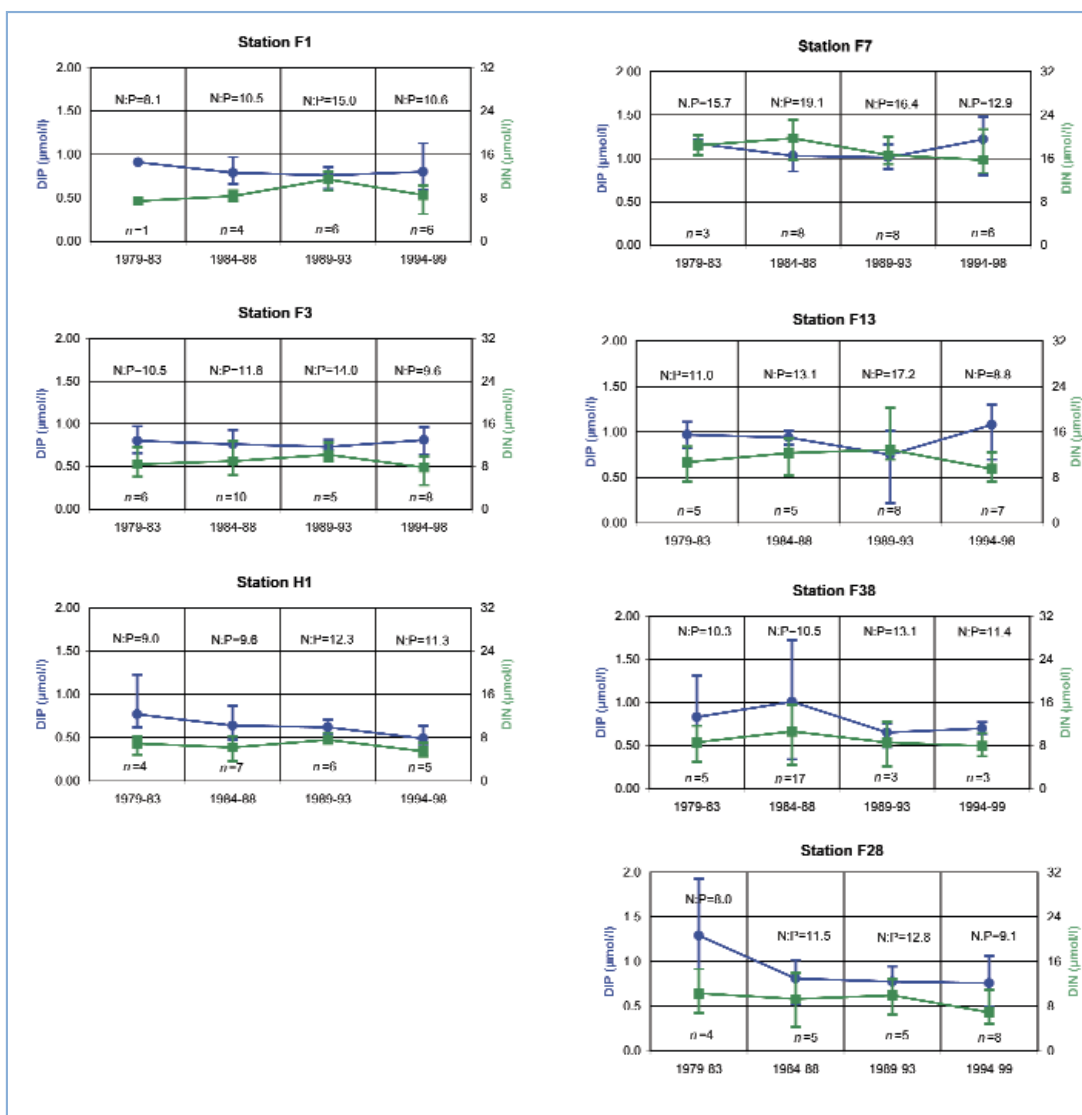 Station F1
2.00 32
N:P=8.1 N:P=10.5 N:P=15.0 N:P=10.6
1.50 24
DIP (µmol/l)
1.00 16
DIN (µmol/l)
0.50 8
n=1 n=4 n=6 n=6
0.00 0
1979-83 1984-88 1989-93 1994-99
Station F3
2.00 32
N:P=10.5 N:P=11.8 N:P=14.0 N:P=9.6
1.50 24
DIP (µmol/l)
1.00 16
DIN (µmol/l)
0.50 8
n=6 n=10 n=5 n=8
0.00 0
1979-83 1984-88 1989-93 1994-98
Station H1
2.00 32
N:P=9.0 N:P=9.6 N:P=12.3 N:P=11.3
1.50 24
DIP (µmol/l)
1.00 16
DIN (µmol/l)
0.50 8
n=4 n=7 n=6 n=5
0.00 0
1979-83 1984-88 1989-93 1994-98
Station F7
2.00 32
N:P=15.7 N:P=19.1 N:P=16.4 N:P=12.9
1.50 24
DIP (µmol/l)
1.00 16
DIN (µmol/l)
0.50 8
n=3 n=8 n=8 n=6
0.00 0
1979-83 1984-88 1989-93 1994-98
Station F13
2.00 32
N:P=11.0 N:P=13.1 N:P=17.2 N:P=8.8
1.50 24
DIP (µmol/l)
1.00 16
DIN (µmol/l)
0.50 8
n=5 n=5 n=8 n=7
0.00 0
1979-83 1984-88 1989-93 1994-98
Station F38
2.00 32
N:P=10.3 N:P=10.5 N:P=13.1 N:P=11.4
1.50 24
DIP (µmol/l)
1.00 16
DIN (µmol/l)
0.50 8
n=5 n=17 n=3 n=3
0.00 0
1979-83 1984-88 1989-93 1994-99
Station F28
2.0 32
N:P=8.0
1.5 24
N:P=11.5 N:P=12.8 N:P=9.1
DIP (µmol/l)
1.0 16
DIN (µmol/l)
0.5 8
n=4 n=5 n=5 n=8
0.0 0
1979 83 1984 88 1989 93 1994 99